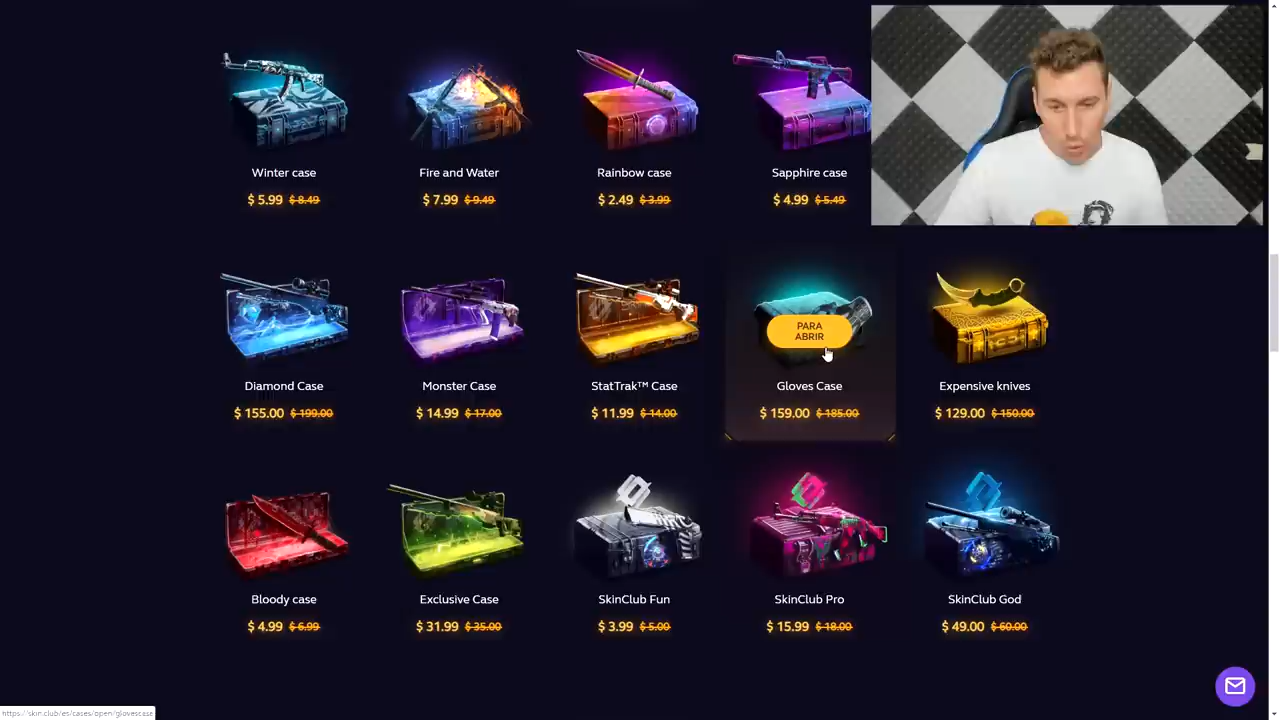 Winter case
Fire and Water
Rainbow case
Sapphire case
$ 5.99 $ 8.49
$ 7.99 $ 9.49
$ 2.49 $ 3.99
$ 4.99 $ 5.49
PARA
ABRIR
Diamond Case
Monster Case
StatTrak™ Case
Gloves Case
Expensive knives
$ 155.00 $ 199.00
$ 14.99 $ 17.00
$ 11.99 $ 14.00
$ 159.00 $ 185.00
$ 129.00 $ 150.00
Bloody case
Exclusive Case
SkinClub Fun
SkinClub Pro
SkinClub God
$ 4.99 $ 6.99
$ 31.99 $ 35.00
$ 3.99 $ 5.00
$ 15.99 $ 18.00
$ 49.00 $ 60.00
https://skin.club/es/cases/open/glovescase